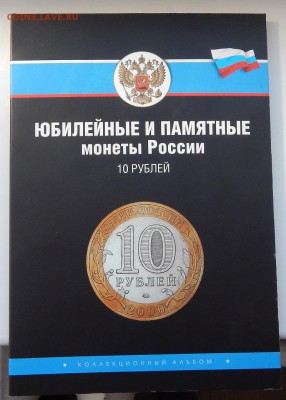 COINS.LAVE.RU
ЮБИЛЕЙНЫЕ И ПАМЯТНЫЕ
монеты России
10 РУБЛЕЙ
10
РУБЛЕЙ
КОЛЛЕКЦИОННЫЙ АЛЬБОМ